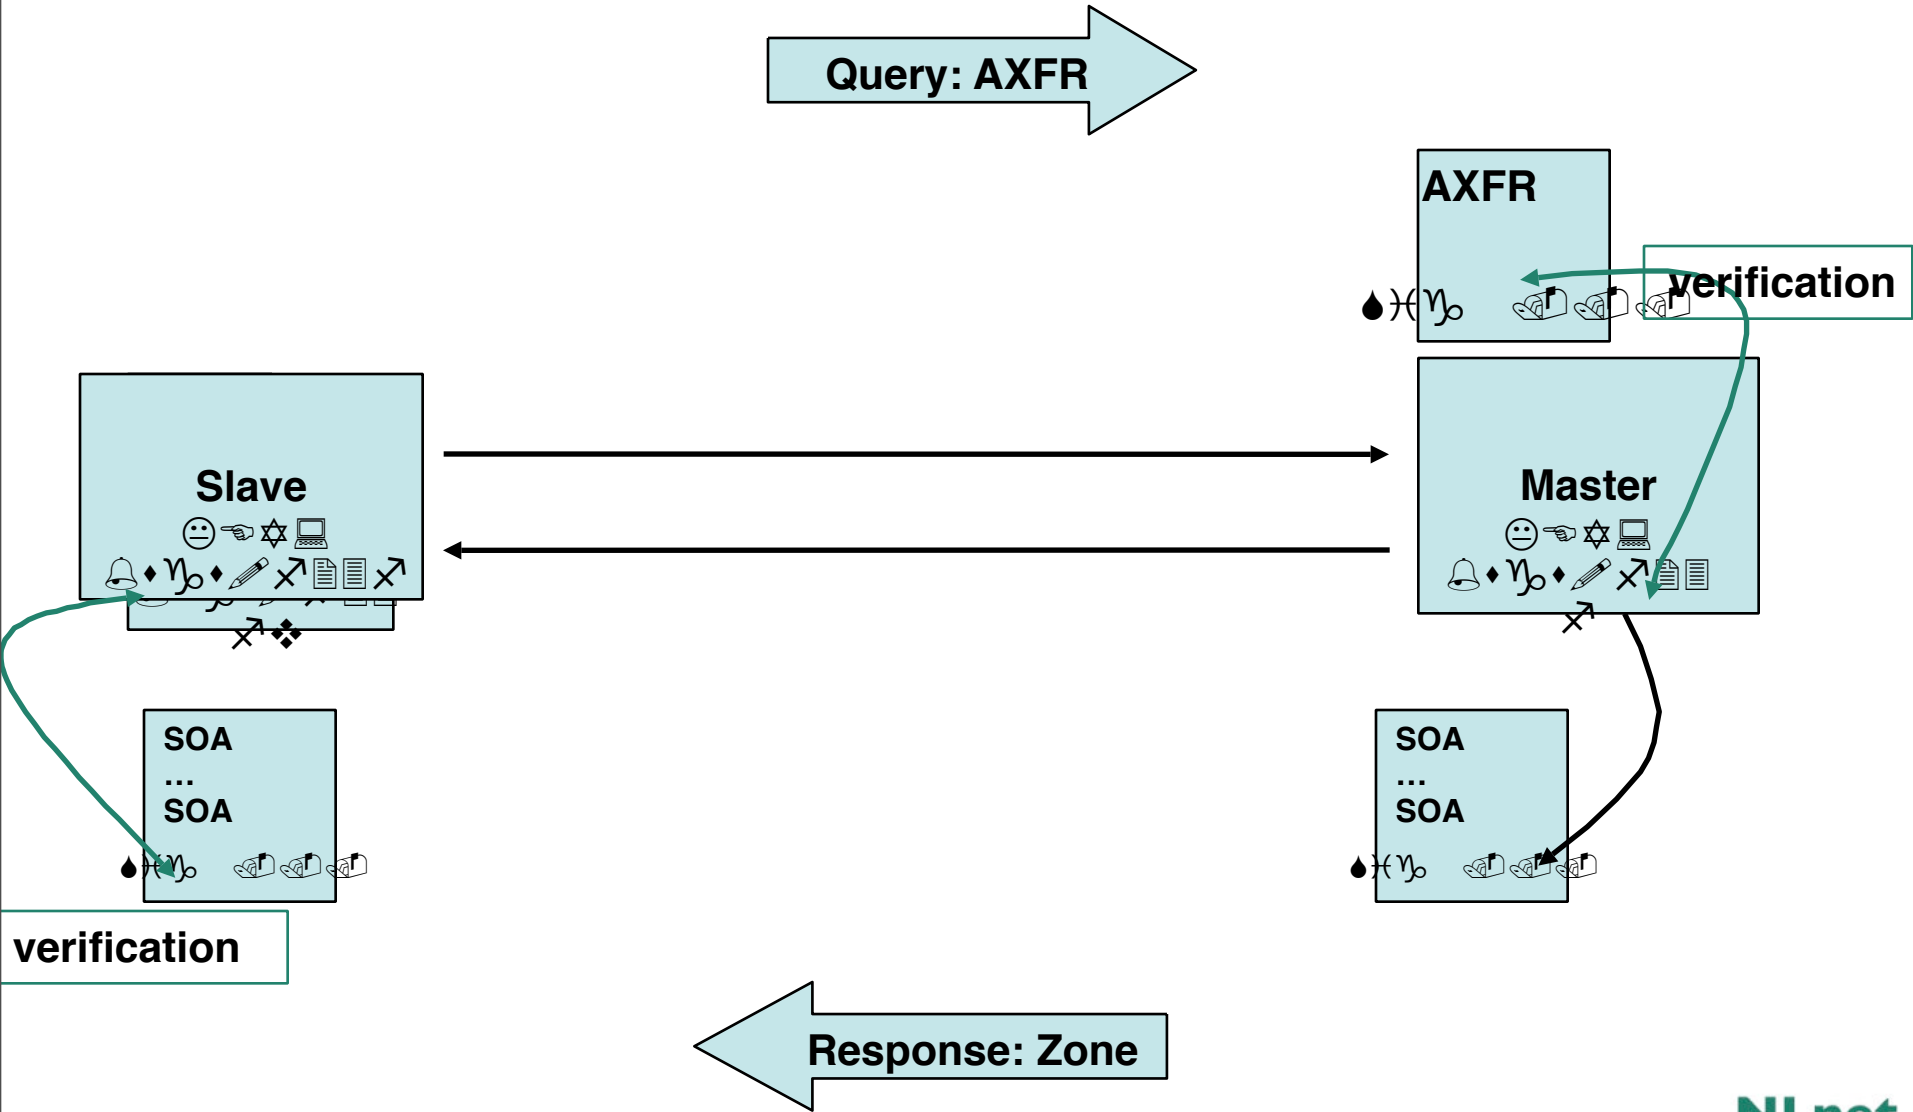 Query: AXFR
AXFR
verification
Slave
Master
SOA
...
SOA
SOA
...
SOA
verification
Response: Zone